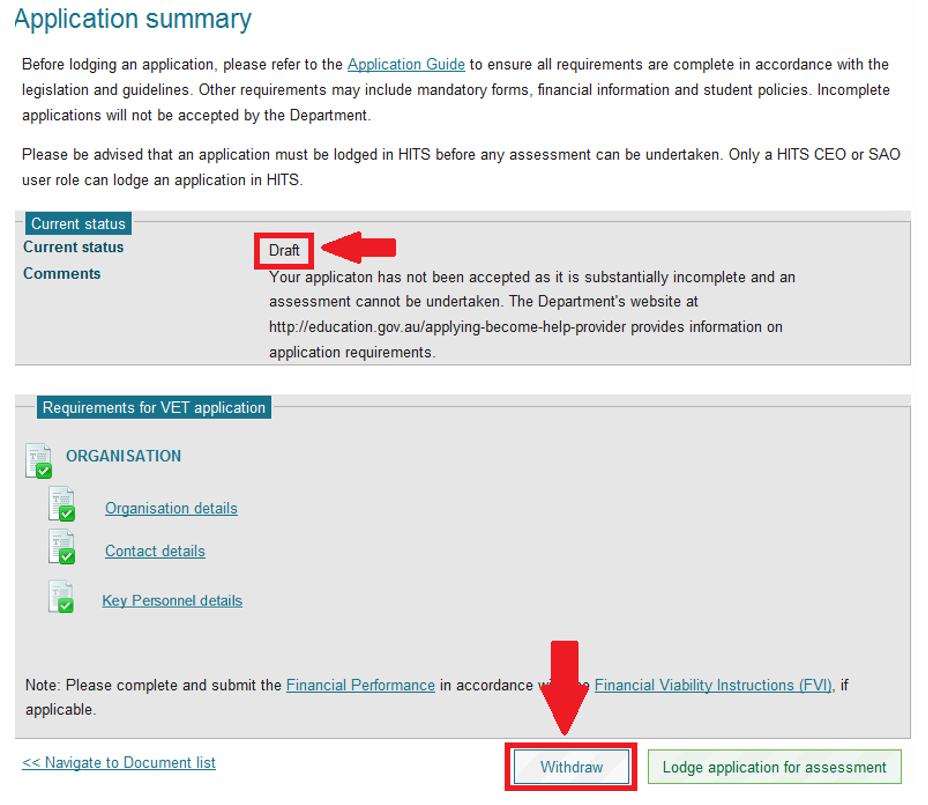 Application summary
Before lodging an application, please refer to the Application Guide to ensure all requirements are complete in accordance with the
legislation and guidelines. Other requirements may include mandatory forms, financial information and student policies. Incomplete
applications will not be accepted by the Department.
Please be advised that an application must be lodged in HITS before any assessment can be undertaken. Only a HITS CEO or SAO
user role can lodge an application in HITS.
Current status
Current status
Draft
Comments
Your applicaton has not been accepted as it is substantially incomplete and an
assessment cannot be undertaken. The Department's website at
http://education.gov.au/applying-become-help-provider provides information on
application requirements.
Requirements for VET application
ORGANISATION
Organisation details
Contact details
Key Personnel details
Note: Please complete and submit the Financial Performance in accordance Financial Viability Instructions (FVI), if
applicable.
<< Navigate to Document list
Withdraw
Lodge application for assessment